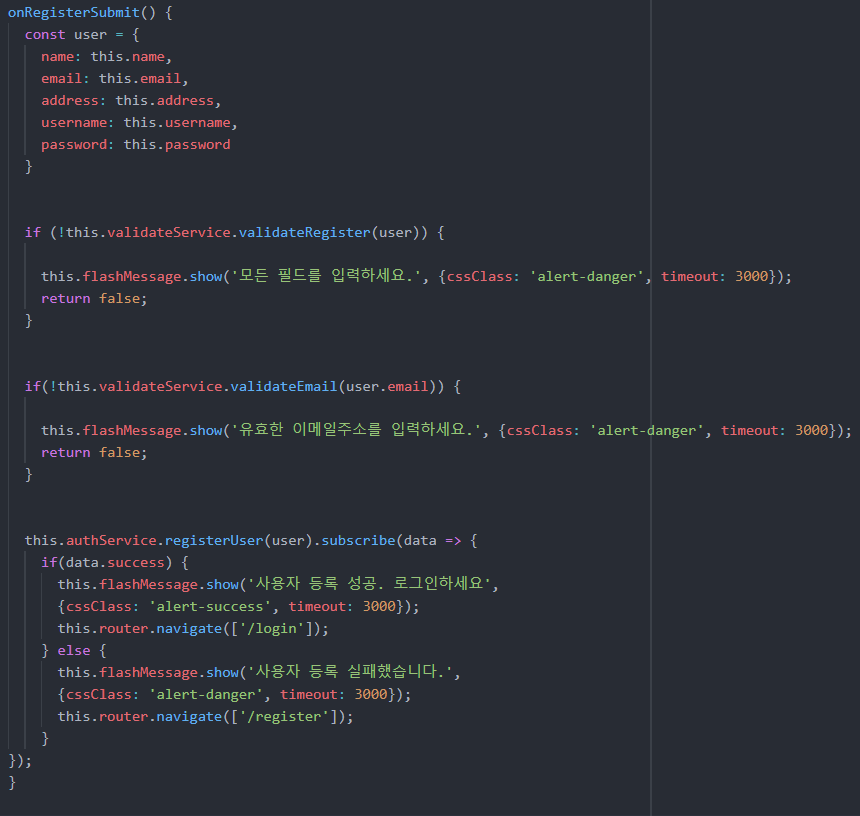 onRegisterSubmit() {
const user = {
name: this.name,
email: this.email,
address: this.address,
username: this.username,
password: this.password
}
if (!this.validateService.validateRegister(user)) {
this.flashMessage.show('모든 필드를 입력하세요.', {cssClass: 'alert-danger', timeout: 3000});
return false;
}
if(!this.validateService.validateEmail(user.email)) {
this.flashMessage.show('유효한 이메일주소를 입력하세요.', {cssClass: 'alert-danger', timeout: 3000});
return false;
}
this.authService.registerUser(user).subscribe(data => {
if(data.success) {
this.flashMessage.show('사용자 등록 성공. 로그인하세요',
{cssClass: 'alert-success', timeout: 3000});
this.router.navigate(['/login']);
} else {
this.flashMessage.show('사용자 등록 실패했습니다.',
{cssClass: 'alert-danger', timeout: 3000});
this.router.navigate(['/register']);
}
});
}